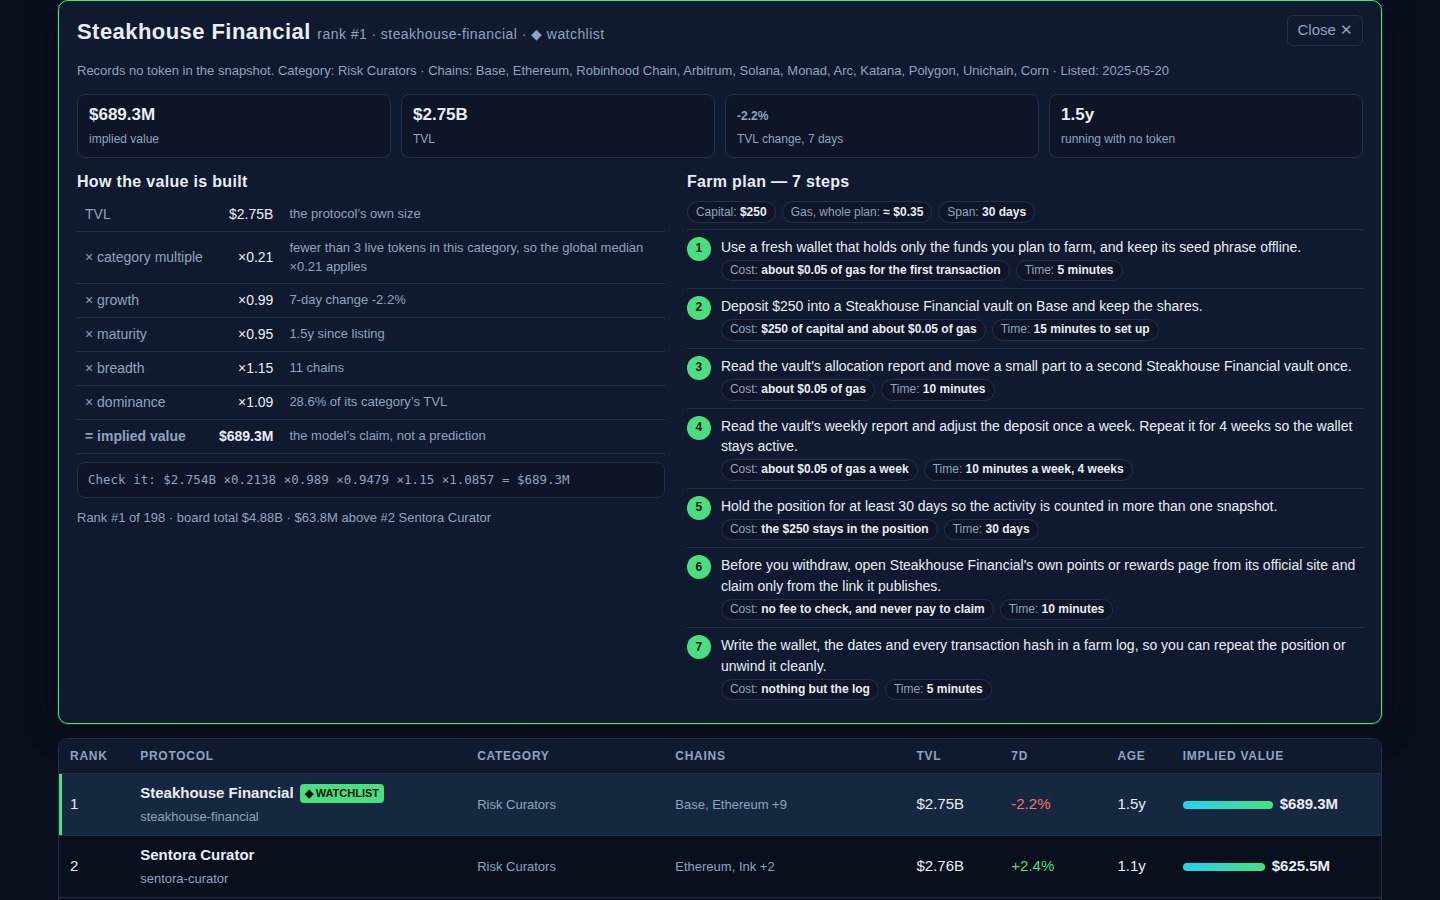 Steakhouse Financial rank #1 · steakhouse-financial · ◆ watchlist
Close ✕
Records no token in the snapshot. Category: Risk Curators · Chains: Base, Ethereum, Robinhood Chain, Arbitrum, Solana, Monad, Arc, Katana, Polygon, Unichain, Corn · Listed: 2025-05-20
$689.3M
implied value
$2.75B
TVL
-2.2%
TVL change, 7 days
1.5y
running with no token
How the value is built
TVL $2.75B the protocol's own size
× category multiple ×0.21 fewer than 3 live tokens in this category, so the global median
×0.21 applies
× growth ×0.99 7-day change -2.2%
× maturity ×0.95 1.5y since listing
× breadth ×1.15 11 chains
× dominance ×1.09 28.6% of its category's TVL
= implied value $689.3M the model's claim, not a prediction
Check it: $2.754B ×0.2138 ×0.989 ×0.9479 ×1.15 ×1.0857 = $689.3M
Rank #1 of 198 · board total $4.88B · $63.8M above #2 Sentora Curator
Farm plan — 7 steps
Capital: $250 Gas, whole plan: ≈ $0.35 Span: 30 days
1 Use a fresh wallet that holds only the funds you plan to farm, and keep its seed phrase offline.
Cost: about $0.05 of gas for the first transaction Time: 5 minutes
2 Deposit $250 into a Steakhouse Financial vault on Base and keep the shares.
Cost: $250 of capital and about $0.05 of gas Time: 15 minutes to set up
3 Read the vault's allocation report and move a small part to a second Steakhouse Financial vault once.
Cost: about $0.05 of gas Time: 10 minutes
4 Read the vault's weekly report and adjust the deposit once a week. Repeat it for 4 weeks so the wallet
stays active.
Cost: about $0.05 of gas a week Time: 10 minutes a week, 4 weeks
5 Hold the position for at least 30 days so the activity is counted in more than one snapshot.
Cost: the $250 stays in the position Time: 30 days
6 Before you withdraw, open Steakhouse Financial's own points or rewards page from its official site and
claim only from the link it publishes.
Cost: no fee to check, and never pay to claim Time: 10 minutes
7 Write the wallet, the dates and every transaction hash in a farm log, so you can repeat the position or
unwind it cleanly.
Cost: nothing but the log Time: 5 minutes
RANK PROTOCOL CATEGORY CHAINS TVL 7D AGE IMPLIED VALUE
1 Steakhouse Financial ◆ WATCHLIST Risk Curators Base, Ethereum +9 $2.75B -2.2% 1.5y $689.3M
steakhouse-financial
2 Sentora Curator Risk Curators Ethereum, Ink +2 $2.76B +2.4% 1.1y $625.5M
sentora-curator